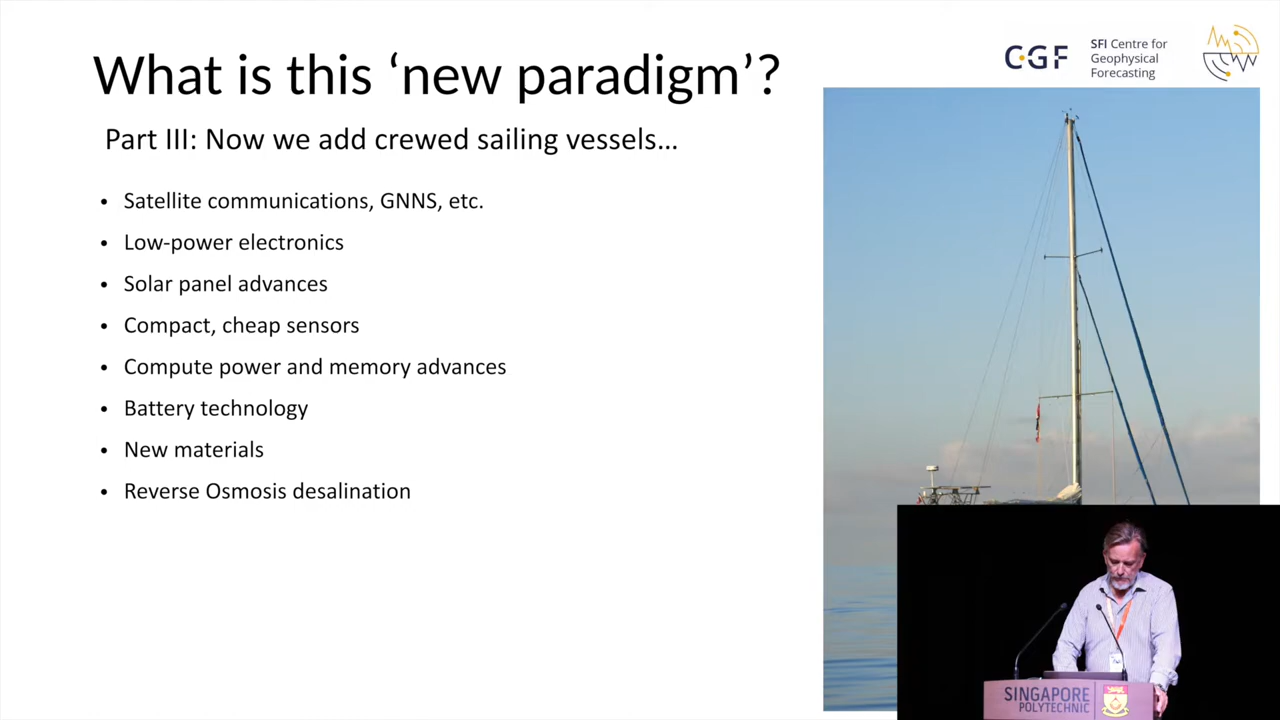 What is this ‘new paradigm’?
CGF
SFI Centre for
Geophysical
Forecasting
Part III: Now we add crewed sailing vessels…
• Satellite communications, GNNS, etc.
• Low-power electronics
• Solar panel advances
• Compact, cheap sensors
• Compute power and memory advances
• Battery technology
• New materials
• Reverse Osmosis desalination
SINGAPORE
POLYTECHNIC